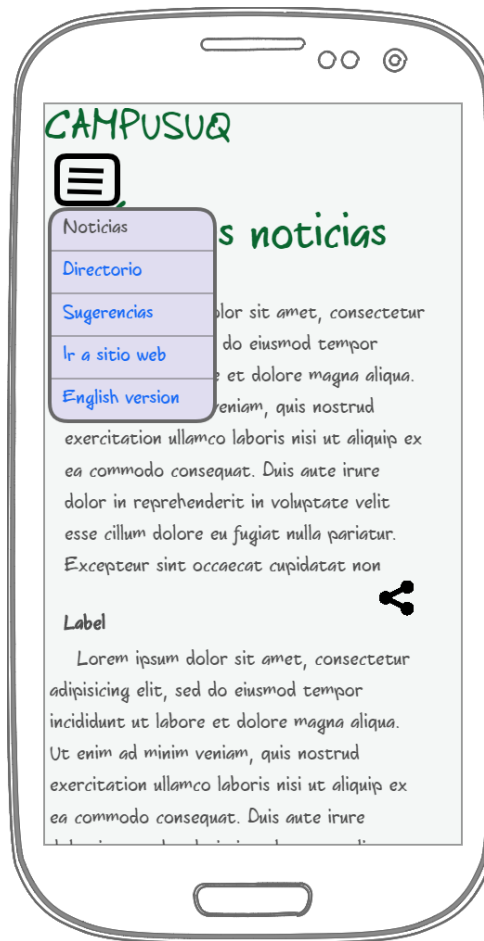 CAMPUSUQ
s noticias
Noticias
Directorio
Sugerencias
Ir a sitio web
English version
lor sit amet, consectetur
do eiusmod tempor
et dolore magna aliqua.
veniam, quis nostrud
exercitation ullamco laboris nisi ut aliquip ex
ea commodo consequat. Duis aute irure
dolor in reprehenderit in voluptate velit
esse cillum dolore eu fugiat nulla pariatur.
Excepteur sint occaecat cupidatat non
Label
Lorem ipsum dolor sit amet, consectetur
adipisicing elit, sed do eiusmod tempor
incididunt ut labore et dolore magna aliqua.
Ut enim ad minim veniam, quis nostrud
exercitation ullamco laboris nisi ut aliquip ex
ea commodo consequat. Duis aute irure